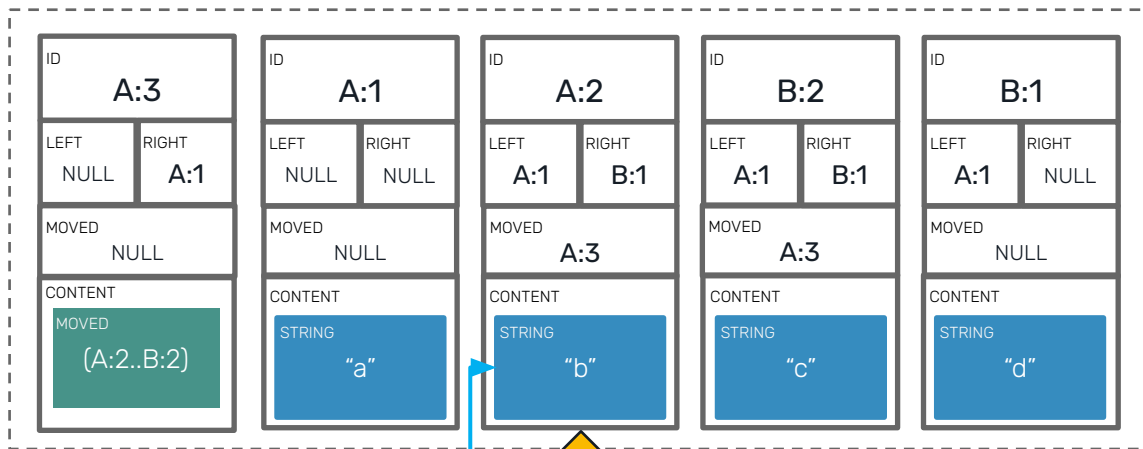 ID
A:3
LEFT
NULL
RIGHT
A:1
MOVED
NULL
CONTENT
MOVED
(A:2..B:2)
ID
A:1
LEFT
NULL
RIGHT
NULL
MOVED
NULL
CONTENT
STRING
“a”
ID
A:2
LEFT
A:1
RIGHT
B:1
MOVED
A:3
CONTENT
STRING
“b”
ID
B:2
LEFT
A:1
RIGHT
B:1
MOVED
A:3
CONTENT
STRING
“c”
ID
B:1
LEFT
A:1
RIGHT
NULL
MOVED
NULL
CONTENT
STRING
“d”